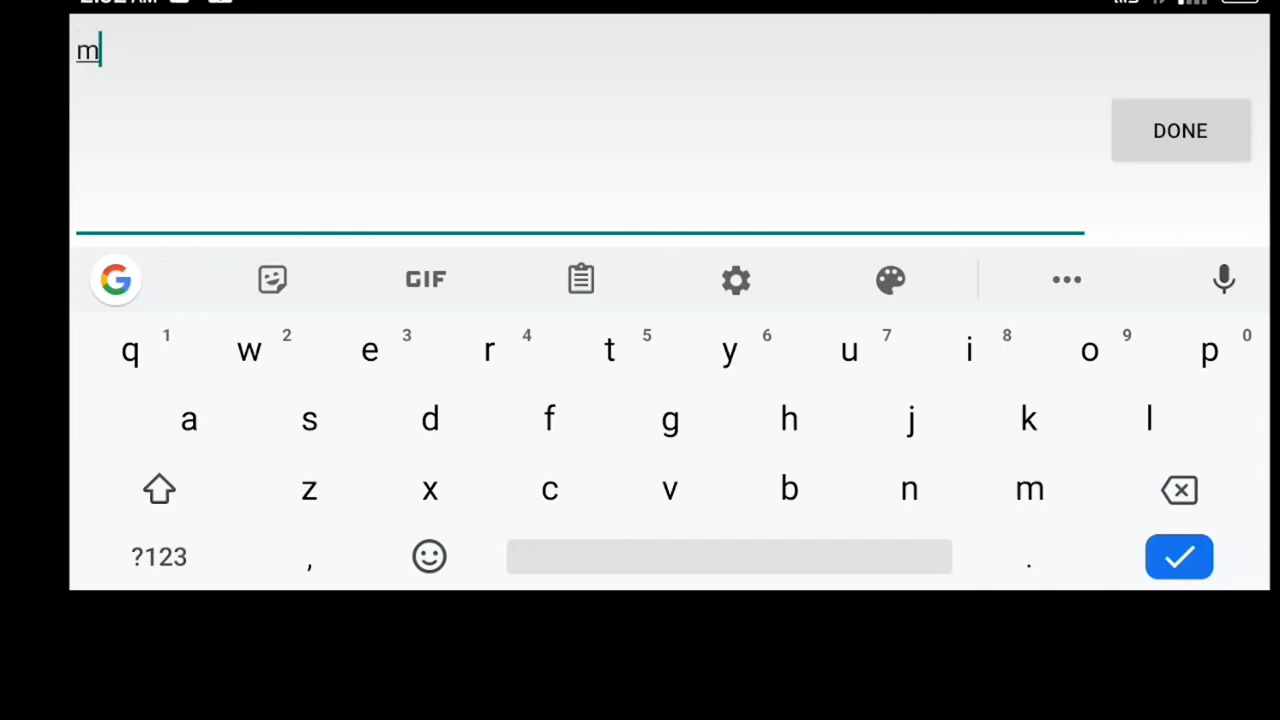 m
DONE
GIF
q 1 w 2 e 3 r 4 t 5 y 6 u 7 i 8 o 9 p 0
a s d f g h j k l
z x c v b n m
?123 , .